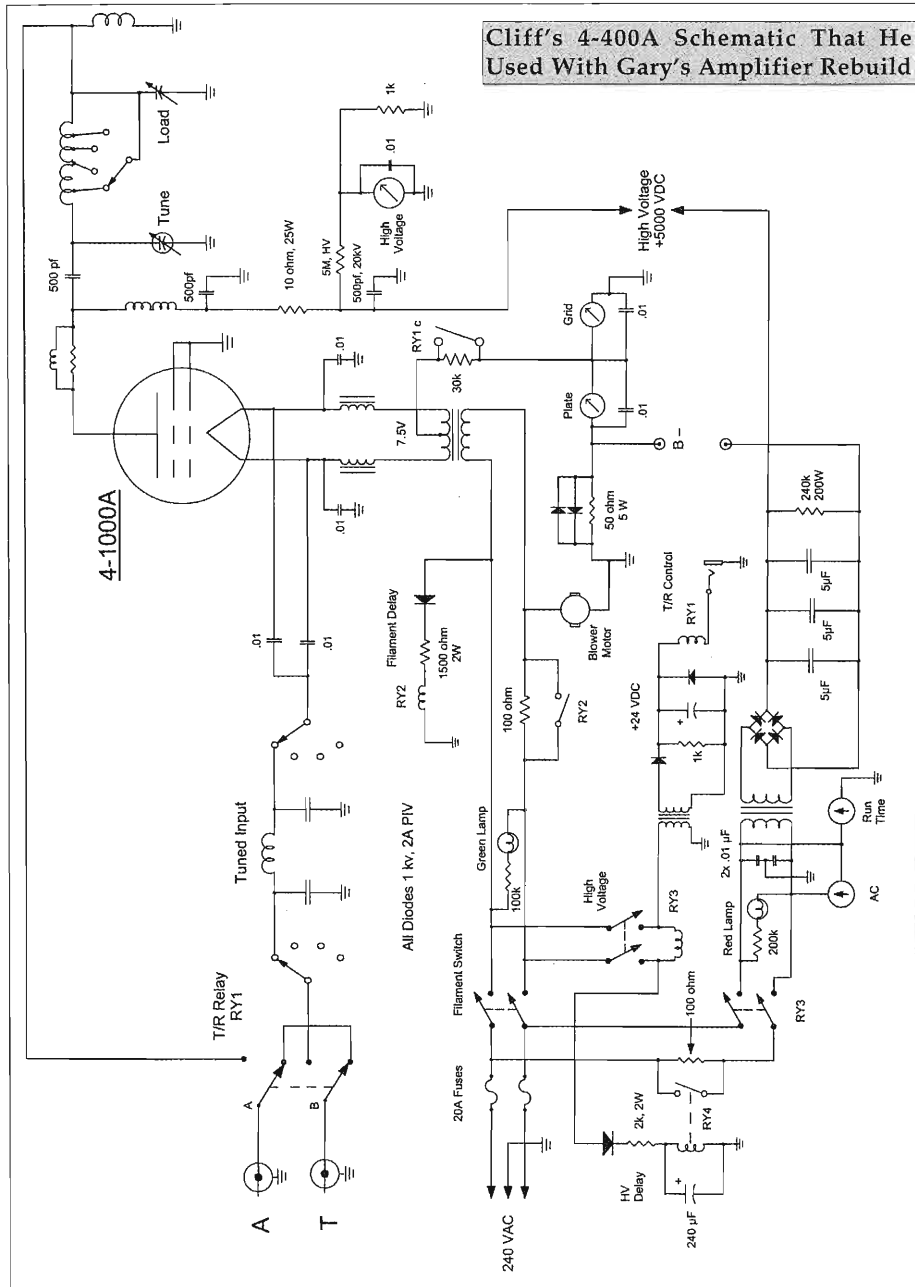 Cliff's 4-400A Schematic That He
Used With Gary's Amplifier Rebuild
4-1000A
500 pf
Tune
Load
500pf
10 ohm, 25W
5M, HV
1k
.01
High
Voltage
500pf, 20kV
.01
.01
7.5V
RY1 c
30k
.01
.01
Tuned Input
T/R Relay
RY1
A
B
A
T
All Diodes 1 kv, 2A PIV
Filament Delay
1500 ohm
2W
RY2
100 ohm
RY2
Green Lamp
100k
Plate
Grid
.01
.01
High Voltage
+5000 VDC
B -
50 ohm
5 W
Blower
Motor
T/R Control
RY1
+24 VDC
1k
High
Voltage
RY3
Filament Switch
20A Fuses
240 VAC
100 ohm
RY4
2k, 2W
HV
Delay
240 µF
+
+
RY3
Red Lamp
200k
2x .01 µF
AC
Run
Time
5µF
5µF
5µF
240k
200W